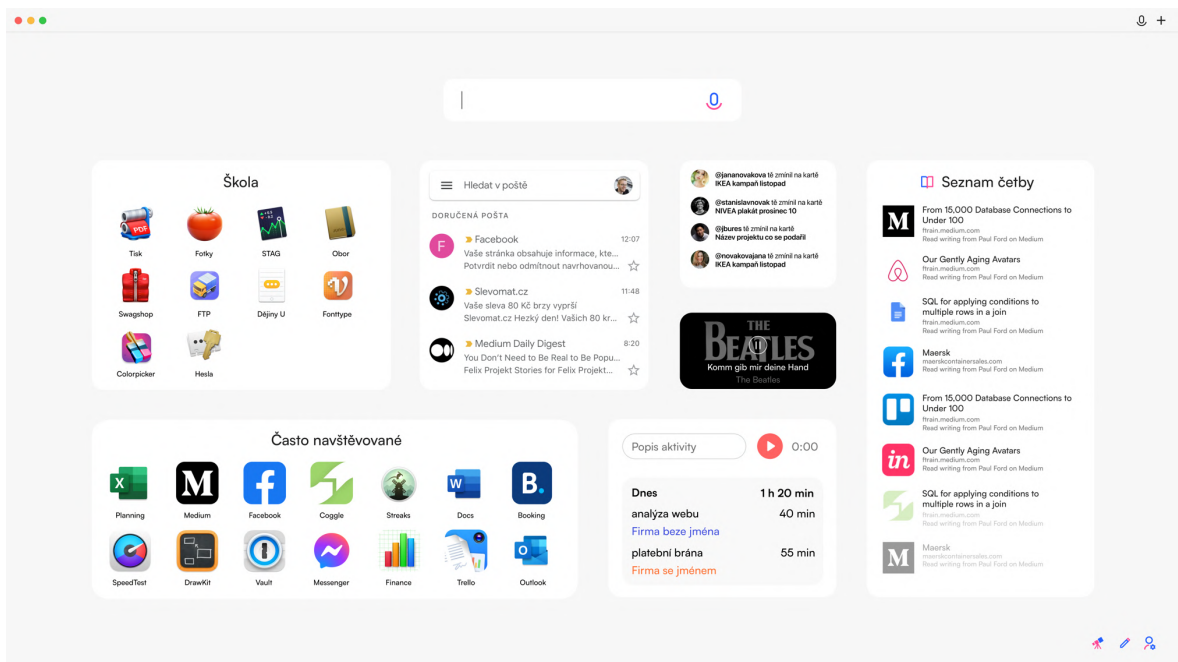 Škola
PDF
Tisk
Fotky
STAG
Obor
Swagshop
FTP
Dějiny U
Fonttype
Colorpicker
Hesla
Hledat v poště
DORUČENÁ POŠTA
F
Facebook 12:07
Vaše stránka obsahuje informace, kte...
Potvrdit nebo odmítnout navrhovanou...
Slevomat.cz 11:48
Vaše sleva 80 Kč brzy vyprší
Slevomat.cz Hezký den! Vašich 80 kr...
Medium Daily Digest 8:20
You Don't Need to Be Real to Be Popu...
Felix Projekt Stories for Felix Projekt...
@jananovakova tě zmínil na kartě
IKEA kampaň listopad
@stanislavnovak tě zmínil na kartě
NIVEA plakát prosinec 10
@jbures tě zmínil na kartě
Název projektu co se podařil
@novakovajana tě zmínil na kartě
IKEA kampaň listopad
THE
BEATLES
Komm gib mir deine Hand
The Beatles
Seznam četby
M
From 15,000 Database Connections to
Under 100
ftrain.medium.com
Read writing from Paul Ford on Medium
Our Gently Aging Avatars
ftrain.medium.com
Read writing from Paul Ford on Medium
SQL for applying conditions to
multiple rows in a join
ftrain.medium.com
Read writing from Paul Ford on Medium
Maersk
maerskcontainersales.com
Read writing from Paul Ford on Medium
From 15,000 Database Connections to
Under 100
ftrain.medium.com
Read writing from Paul Ford on Medium
in
Our Gently Aging Avatars
ftrain.medium.com
Read writing from Paul Ford on Medium
SQL for applying conditions to
multiple rows in a join
ftrain.medium.com
Read writing from Paul Ford on Medium
M
Maersk
maerskcontainersales.com
Read writing from Paul Ford on Medium
Často navštěvované
X
Planning
M
Medium
Facebook
Coggle
Streaks
W
Docs
B.
Booking
SpeedTest
DrawKit
Vault
Messenger
Finance
Trello
O
Outlook
Popis aktivity 0:00
Dnes 1 h 20 min
analýza webu 40 min
Firma beze jména
platební brána 55 min
Firma se jménem